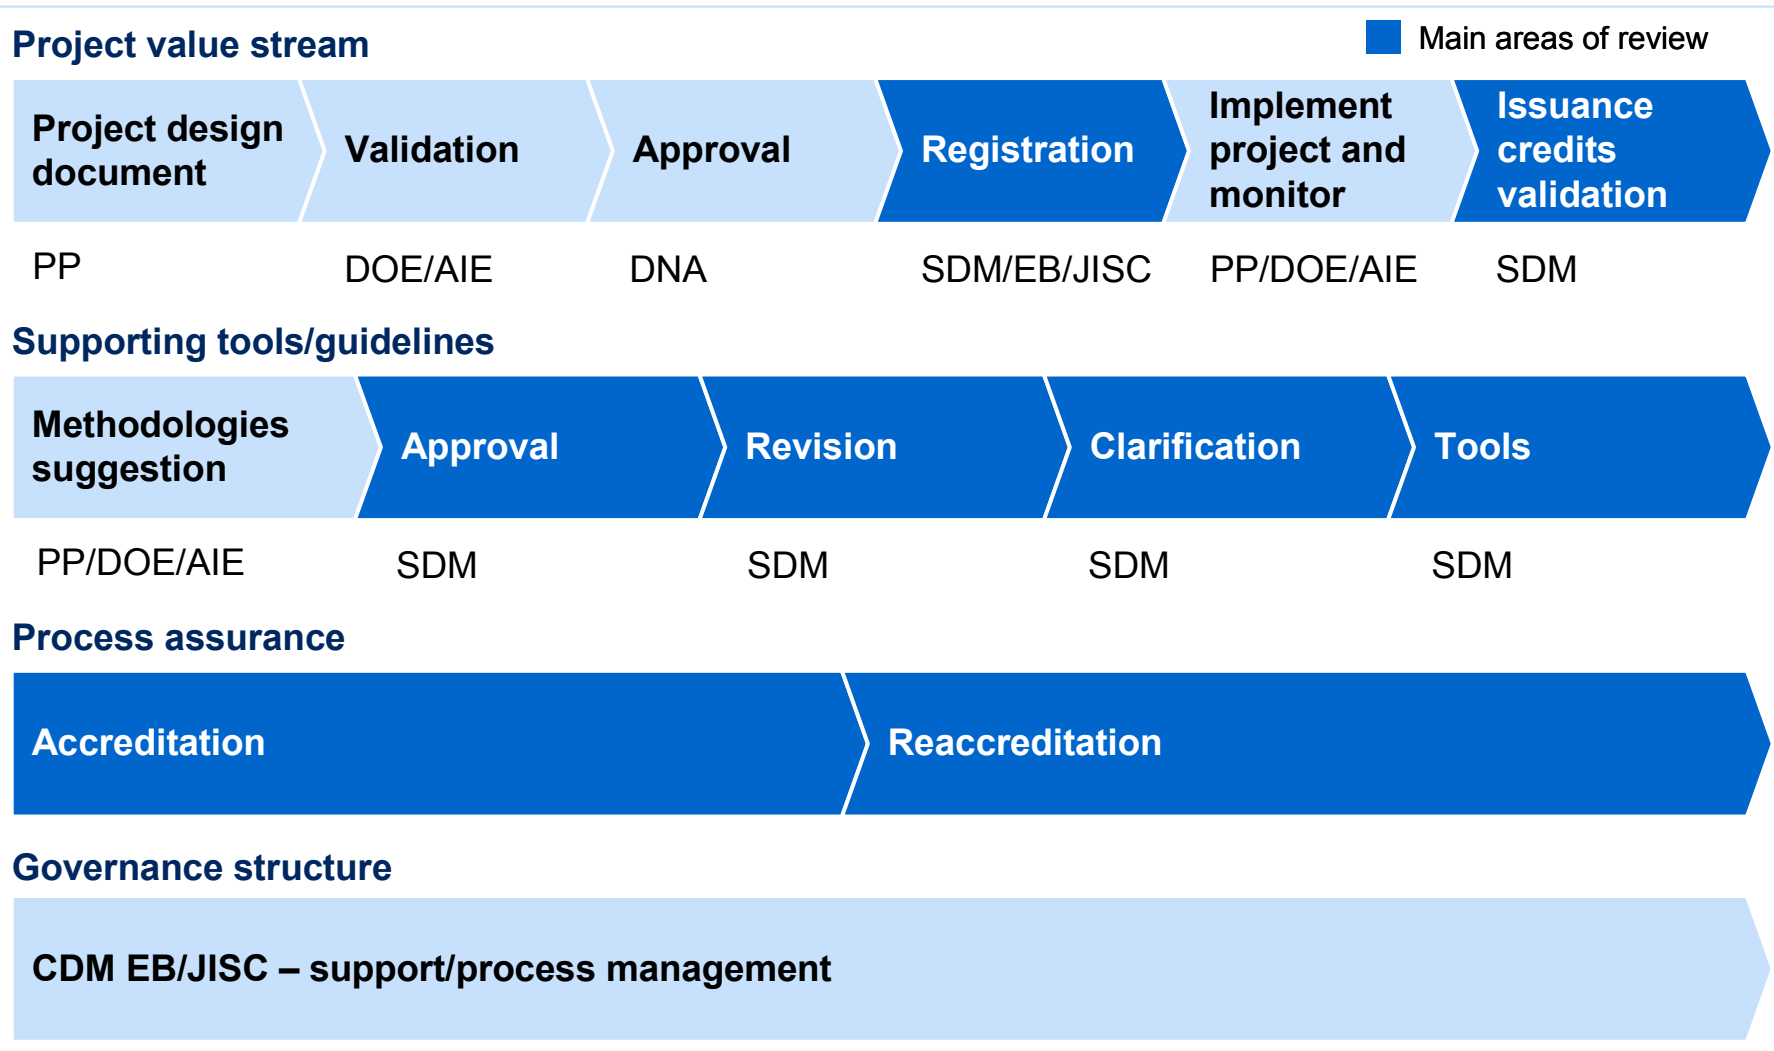 Project value stream
Main areas of review
Project design
document
Validation
Approval
Registration
Implement
project and
monitor
Issuance
credits
validation
PP
DOE/AIE
DNA
SDM/EB/JISC
PP/DOE/AIE
SDM
Supporting tools/guidelines
Methodologies
suggestion
Approval
Revision
Clarification
Tools
PP/DOE/AIE
SDM
SDM
SDM
SDM
Process assurance
Accreditation
Reaccreditation
Governance structure
CDM EB/JISC – support/process management